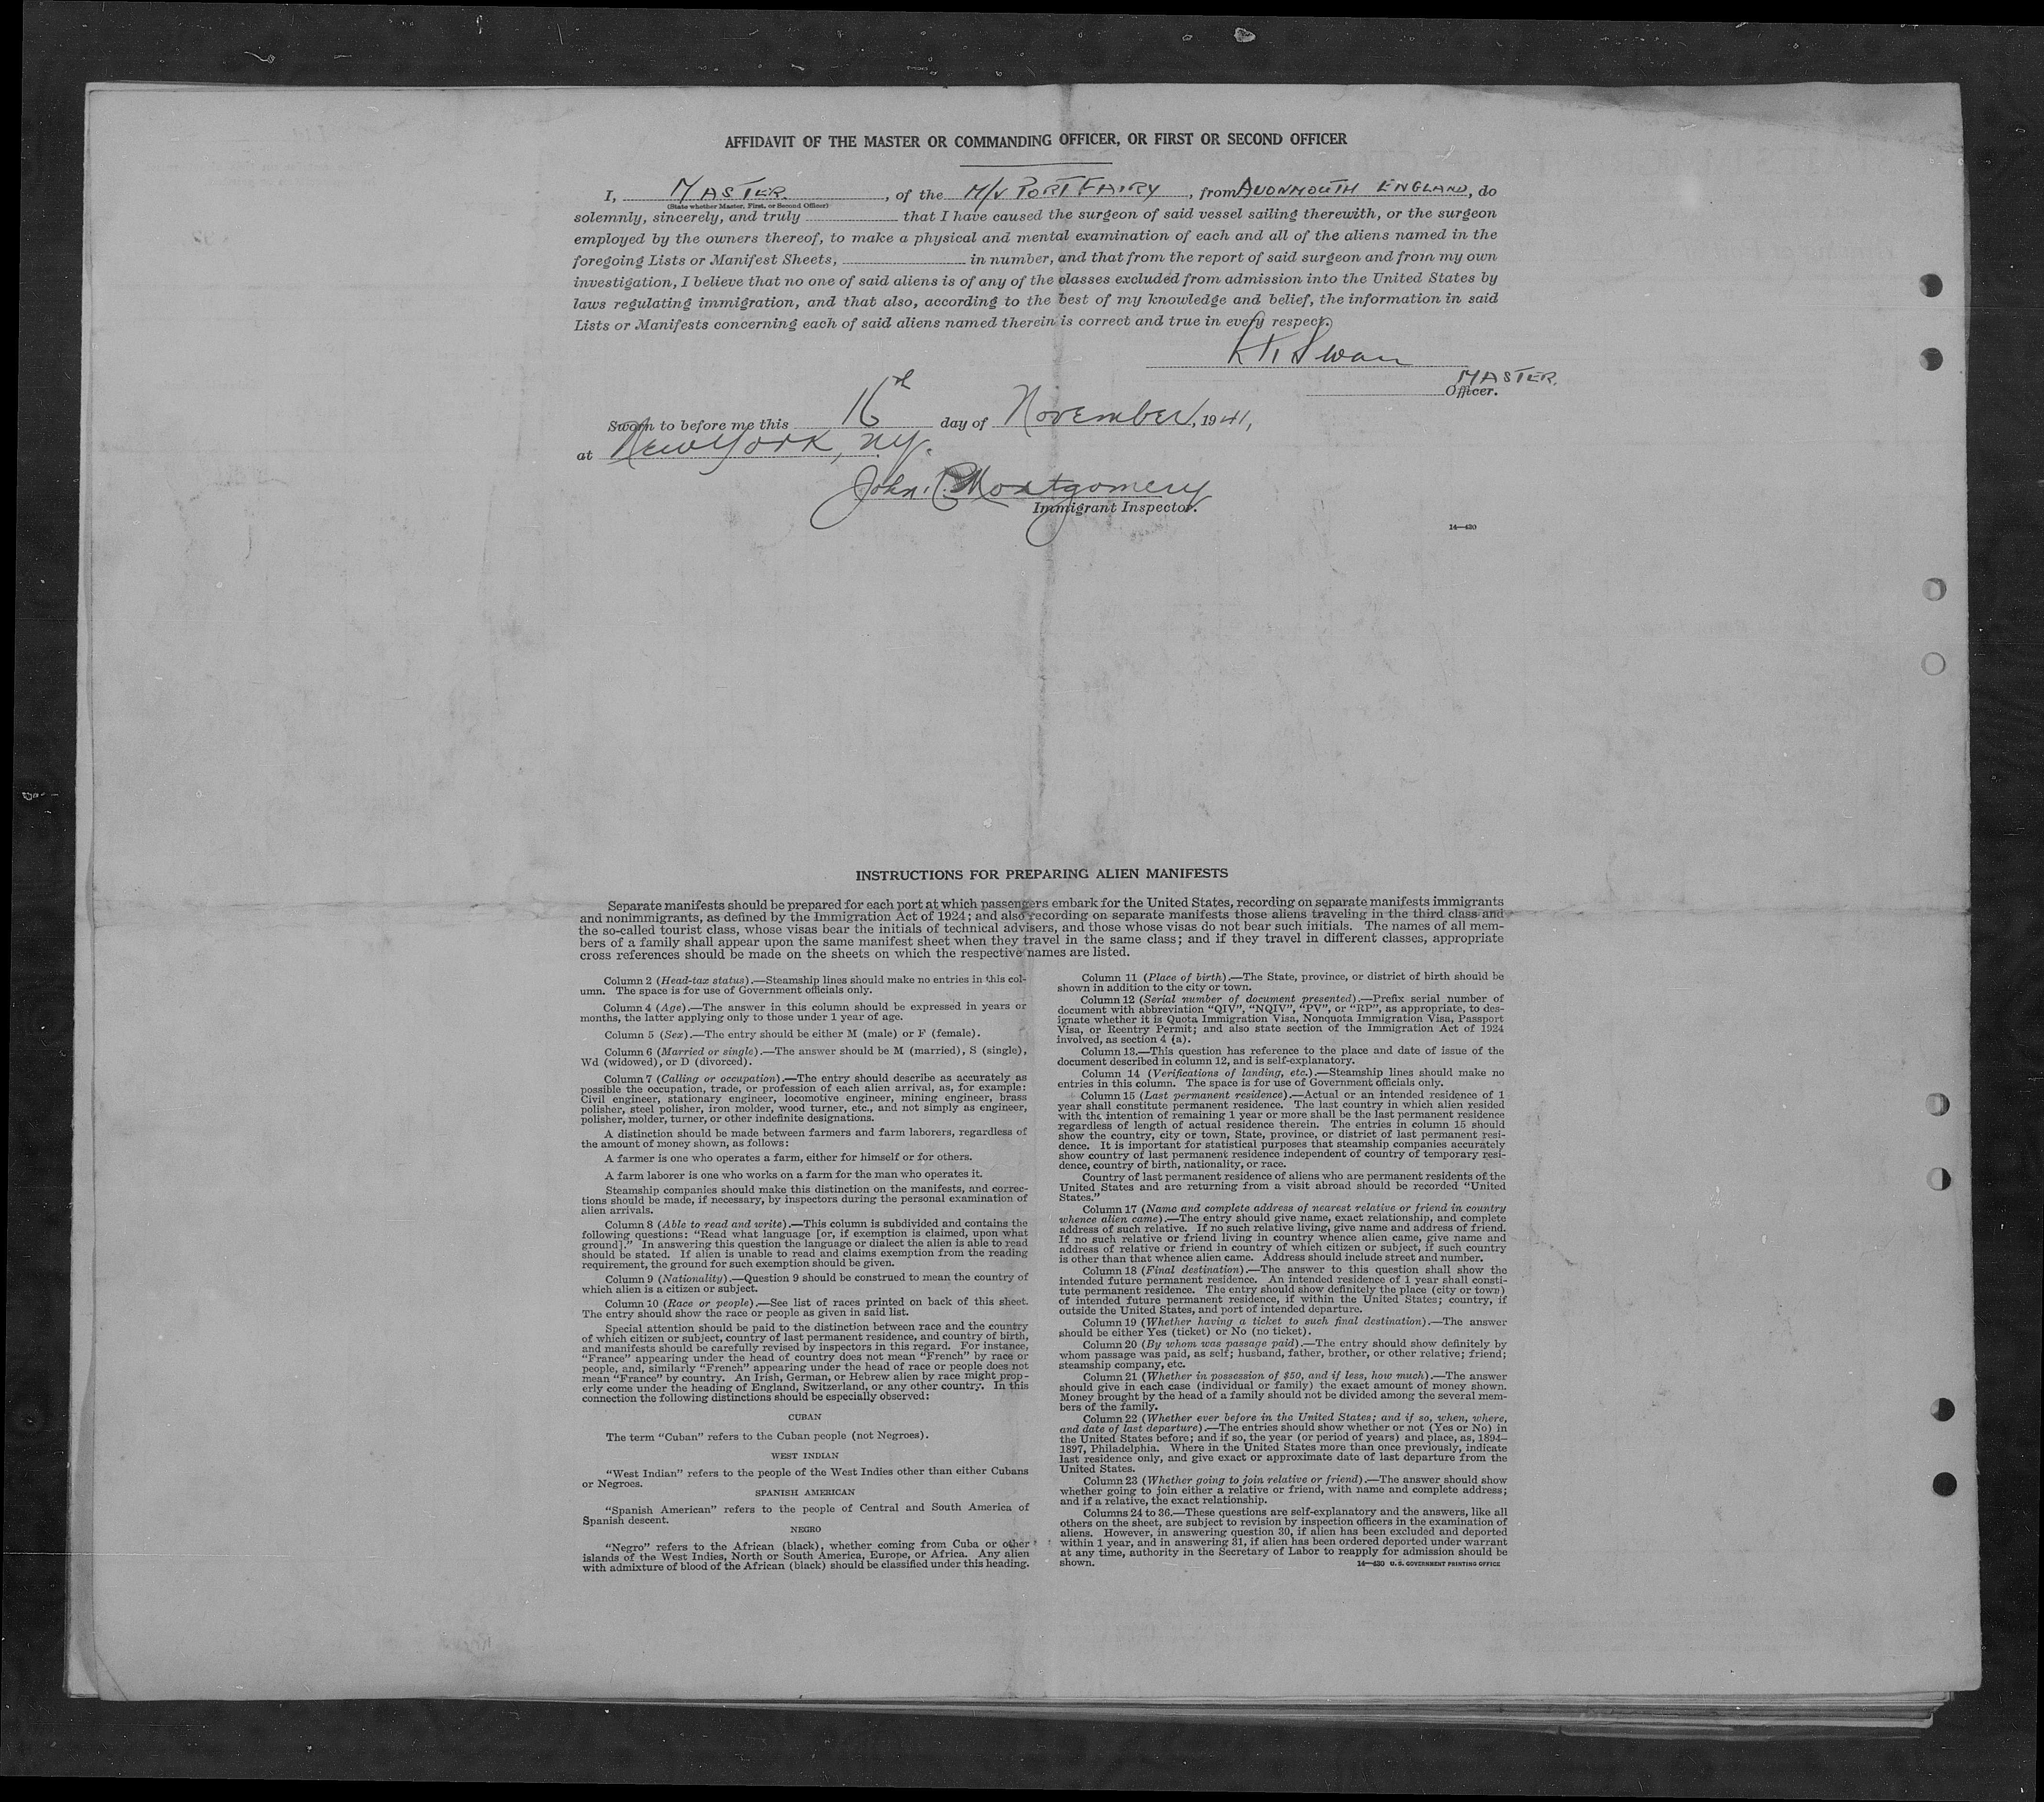 AFFIDAVIT OF THE MASTER OR COMMANDING OFFICER, OR FIRST OR SECOND OFFICER
I, MASTER, of the M/V PORT FAIRY, from AVONMOUTH ENGLAND, do
(State whether Master, First, or Second Officer)
solemnly, sincerely, and truly that I have caused the surgeon of said vessel sailing therewith, or the surgeon
employed by the owners thereof, to make a physical and mental examination of each and all of the aliens named in the
foregoing Lists or Manifest Sheets, in number, and that from the report of said surgeon and from my own
investigation, I believe that no one of said aliens is of any of the classes excluded from admission into the United States by
laws regulating immigration, and that also, according to the best of my knowledge and belief, the information in said
Lists or Manifests concerning each of said aliens named therein is correct and true in every respect.
Swan
MASTER.
Officer.
Sworn to before me this 16th day of November, 1941,
at New York, N.Y.
John Montgomery
Immigrant Inspector.
14—430
INSTRUCTIONS FOR PREPARING ALIEN MANIFESTS
Separate manifests should be prepared for each port at which passengers embark for the United States, recording on separate manifests immigrants
and nonimmigrants, as defined by the Immigration Act of 1924; and also recording on separate manifests those aliens traveling in the third class and
the so-called tourist class, whose visas bear the initials of technical advisers, and those whose visas do not bear such initials. The names of all mem-
bers of a family shall appear upon the same manifest sheet when they travel in the same class; and if they travel in different classes, appropriate
cross references should be made on the sheets on which the respective names are listed.
Column 2 (Head-tax status).—Steamship lines should make no entries in this col-
umn. The space is for use of Government officials only.
Column 4 (Age).—The answer in this column should be expressed in years or
months, the latter applying only to those under 1 year of age.
Column 5 (Sex).—The entry should be either M (male) or F (female).
Column 6 (Married or single).—The answer should be M (married), S (single),
Wd (widowed), or D (divorced).
Column 7 (Calling or occupation).—The entry should describe as accurately as
possible the occupation, trade, or profession of each alien arrival, as, for example:
Civil engineer, stationary engineer, locomotive engineer, mining engineer, brass
polisher, steel polisher, iron molder, wood turner, etc., and not simply as engineer,
polisher, molder, turner, or other indefinite designations.
A distinction should be made between farmers and farm laborers, regardless of
the amount of money shown, as follows:
A farmer is one who operates a farm, either for himself or for others.
A farm laborer is one who works on a farm for the man who operates it.
Steamship companies should make this distinction on the manifests, and correc-
tions should be made, if necessary, by inspectors during the personal examination of
alien arrivals.
Column 8 (Able to read and write).—This column is subdivided and contains the
following questions: "Read what language [or, if exemption is claimed, upon what
ground]." In answering this question the language or dialect the alien is able to read
should be stated. If alien is unable to read and claims exemption from the reading
requirement, the ground for such exemption should be given.
Column 9 (Nationality).—Question 9 should be construed to mean the country of
which alien is a citizen or subject.
Column 10 (Race or people).—See list of races printed on back of this sheet.
The entry should show the race or people as given in said list.
Special attention should be paid to the distinction between race and the country
of which citizen or subject, country of last permanent residence, and country of birth,
and manifests should be carefully revised by inspectors in this regard. For instance,
"France" appearing under the head of country does not mean "French" by race or
people, and, similarly "French" appearing under the head of race or people does not
mean "France" by country. An Irish, German, or Hebrew alien by race might prop-
erly come under the heading of England, Switzerland, or any other country. In this
connection the following distinctions should be especially observed:
CUBAN
The term "Cuban" refers to the Cuban people (not Negroes).
WEST INDIAN
"West Indian" refers to the people of the West Indies other than either Cubans
or Negroes.
SPANISH AMERICAN
"Spanish American" refers to the people of Central and South America of
Spanish descent.
NEGRO
"Negro" refers to the African (black), whether coming from Cuba or other
islands of the West Indies, North or South America, Europe, or Africa. Any alien
with admixture of blood of the African (black) should be classified under this heading.
Column 11 (Place of birth).—The State, province, or district of birth should be
shown in addition to the city or town.
Column 12 (Serial number of document presented).—Prefix serial number of
document with abbreviation "QIV", "NQIV", "PV", or "RP", as appropriate, to des-
ignate whether it is Quota Immigration Visa, Nonquota Immigration Visa, Passport
Visa, or Reentry Permit; and also state section of the Immigration Act of 1924
involved, as section 4 (a).
Column 13.—This question has reference to the place and date of issue of the
document described in column 12, and is self-explanatory.
Column 14 (Verifications of landing, etc.).—Steamship lines should make no
entries in this column. The space is for use of Government officials only.
Column 15 (Last permanent residence).—Actual or an intended residence of 1
year shall constitute permanent residence. The last country in which alien resided
with the intention of remaining 1 year or more shall be the last permanent residence
regardless of length of actual residence therein. The entries in column 15 should
show the country, city or town, State, province, or district of last permanent resi-
dence. It is important for statistical purposes that steamship companies accurately
show country of last permanent residence independent of country of temporary resi-
dence, country of birth, nationality, or race.
Country of last permanent residence of aliens who are permanent residents of the
United States and are returning from a visit abroad should be recorded "United
States."
Column 17 (Name and complete address of nearest relative or friend in country
whence alien came).—The entry should give name, exact relationship, and complete
address of such relative. If no such relative living, give name and address of friend.
If no such relative or friend living in country whence alien came, give name and
address of relative or friend in country of which citizen or subject, if such country
is other than that whence alien came. Address should include street and number.
Column 18 (Final destination).—The answer to this question shall show the
intended future permanent residence. An intended residence of 1 year shall consti-
tute permanent residence. The entry should show definitely the place (city or town)
of intended future permanent residence, if within the United States; country, if
outside the United States, and port of intended departure.
Column 19 (Whether having a ticket to such final destination).—The answer
should be either Yes (ticket) or No (no ticket).
Column 20 (By whom was passage paid).—The entry should show definitely by
whom passage was paid, as self; husband, father, brother, or other relative; friend;
steamship company, etc.
Column 21 (Whether in possession of $50, and if less, how much).—The answer
should give in each case (individual or family) the exact amount of money shown.
Money brought by the head of a family should not be divided among the several mem-
bers of the family.
Column 22 (Whether ever before in the United States; and if so, when, where,
and date of last departure).—The entries should show whether or not (Yes or No) in
the United States before; and if so, the year (or period of years) and place, as, 1894–
1897, Philadelphia. Where in the United States more than once previously, indicate
last residence only, and give exact or approximate date of last departure from the
United States.
Column 23 (Whether going to join relative or friend).—The answer should show
whether going to join either a relative or friend, with name and complete address;
and if a relative, the exact relationship.
Columns 24 to 36.—These questions are self-explanatory and the answers, like all
others on the sheet, are subject to revision by inspection officers in the examination of
aliens. However, in answering question 30, if alien has been excluded and deported
within 1 year, and in answering 31, if alien has been ordered deported under warrant
at any time, authority in the Secretary of Labor to reapply for admission should be
shown.
14—430 U. S. GOVERNMENT PRINTING OFFICE